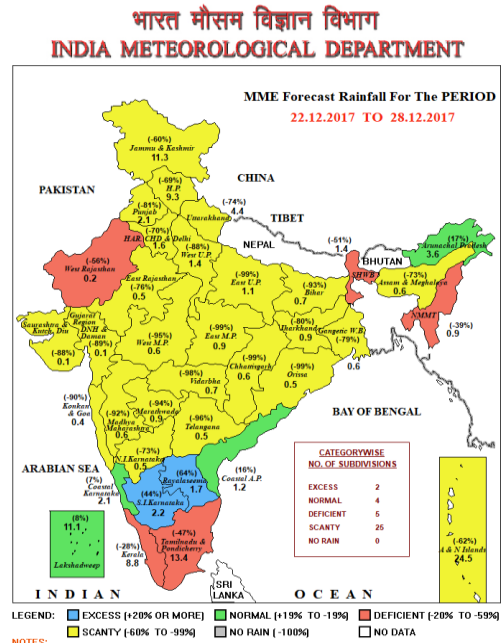 भारत मौसम विज्ञान विभाग
INDIA METEOROLOGICAL DEPARTMENT
MME Forecast Rainfall For The PERIOD
22.12.2017 TO 28.12.2017
(-60%)
Jammu & Kashmir
11.3
CHINA
(-69%)
H.P.
9.3
PAKISTAN
(-81%)
Punjab
2.1
(-74%)
4.4
Uttarakhand
TIBET
(-70%)
HAR. CHD & Delhi
1.6
(-88%)
West U.P.
1.4
NEPAL
(-51%)
1.4
(17%)
Arunachal Pradesh
3.6
BHUTAN
(-56%)
West Rajasthan
0.2
East Rajasthan
(-76%)
0.5
(-99%)
East U.P.
1.1
(-93%)
Bihar
0.7
SHWB
(-73%)
Assam & Meghalaya
0.6
NMMT
(-39%)
0.9
Gujarat
Region
DNH &
Daman
(-89%)
0.1
Saurashtra &
Kutch, Diu
(-88%)
0.1
(-95%)
West M.P.
0.6
(-99%)
East M.P.
0.9
(-80%)
Jharkhand
0.9
Gangetic W.B.
(-79%)
0.6
(-99%)
Chhattisgarh
0.6
(-99%)
Orissa
0.5
(-98%)
Vidarbha
0.7
(-90%)
Konkan
& Goa
0.4
(-94%)
Marathwada
0.9
(-92%)
Madhya
Maharashtra
0.6
(-96%)
Telangana
0.5
BAY OF BENGAL
(-73%)
N.I.Karnataka
0.5
ARABIAN SEA
(7%)
Coastal
Karnataka
2.1
(64%)
Rayalaseema
1.7
(16%)
Coastal A.P.
1.2
(44%)
S.I.Karnataka
2.2
CATEGORYWISE
NO. OF SUBDIVISIONS
EXCESS 2
NORMAL 4
DEFICIENT 5
SCANTY 25
NO RAIN 0
(8%)
11.1
Lakshadweep
(-28%)
Kerala
8.8
(-47%)
Tamilnadu &
Pondicherry
13.4
(-62%)
A & N Islands
24.5
SRI
LANKA
INDIAN OCEAN
LEGEND: EXCESS (+20% OR MORE) NORMAL (+19% TO -19%) DEFICIENT (-20% TO -59%)
SCANTY (-60% TO -99%) NO RAIN (-100%) NO DATA
NOTES: